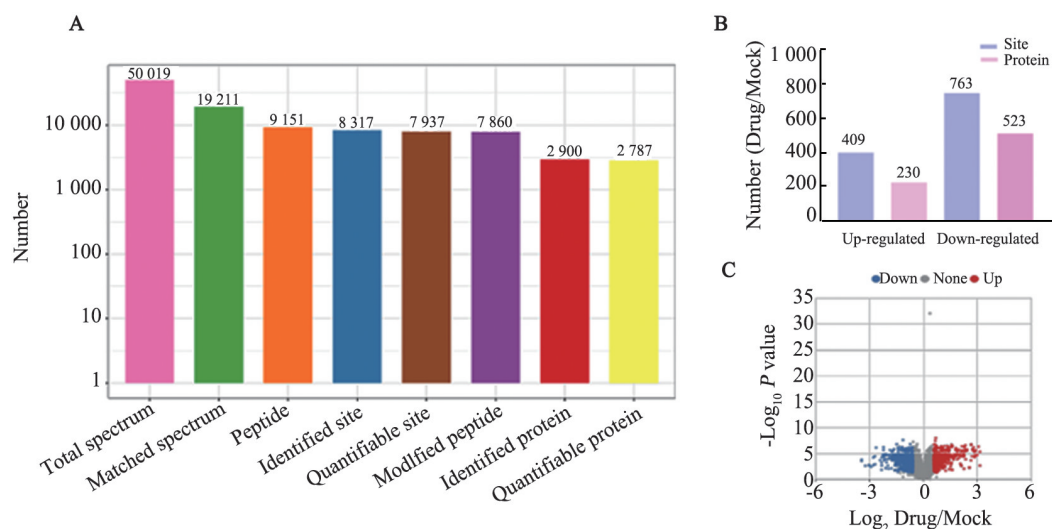 A
50 019
19 211
9 151
8 317
7 937
7 860
2 900
2 787
10 000
1 000
100
10
1
Number
Total spectrum
Matched spectrum
Peptide
Identified site
Quantifiable site
Modlfied peptide
Identified protein
Quantifiable protein
B
Site
Protein
1 000
800
600
400
200
0
Number (Drug/Mock)
409
230
763
523
Up-regulated
Down-regulated
C
Down None Up
35
30
25
20
15
10
5
0
-Log10 P value
-6 -3 0 3 6
Log2 Drug/Mock